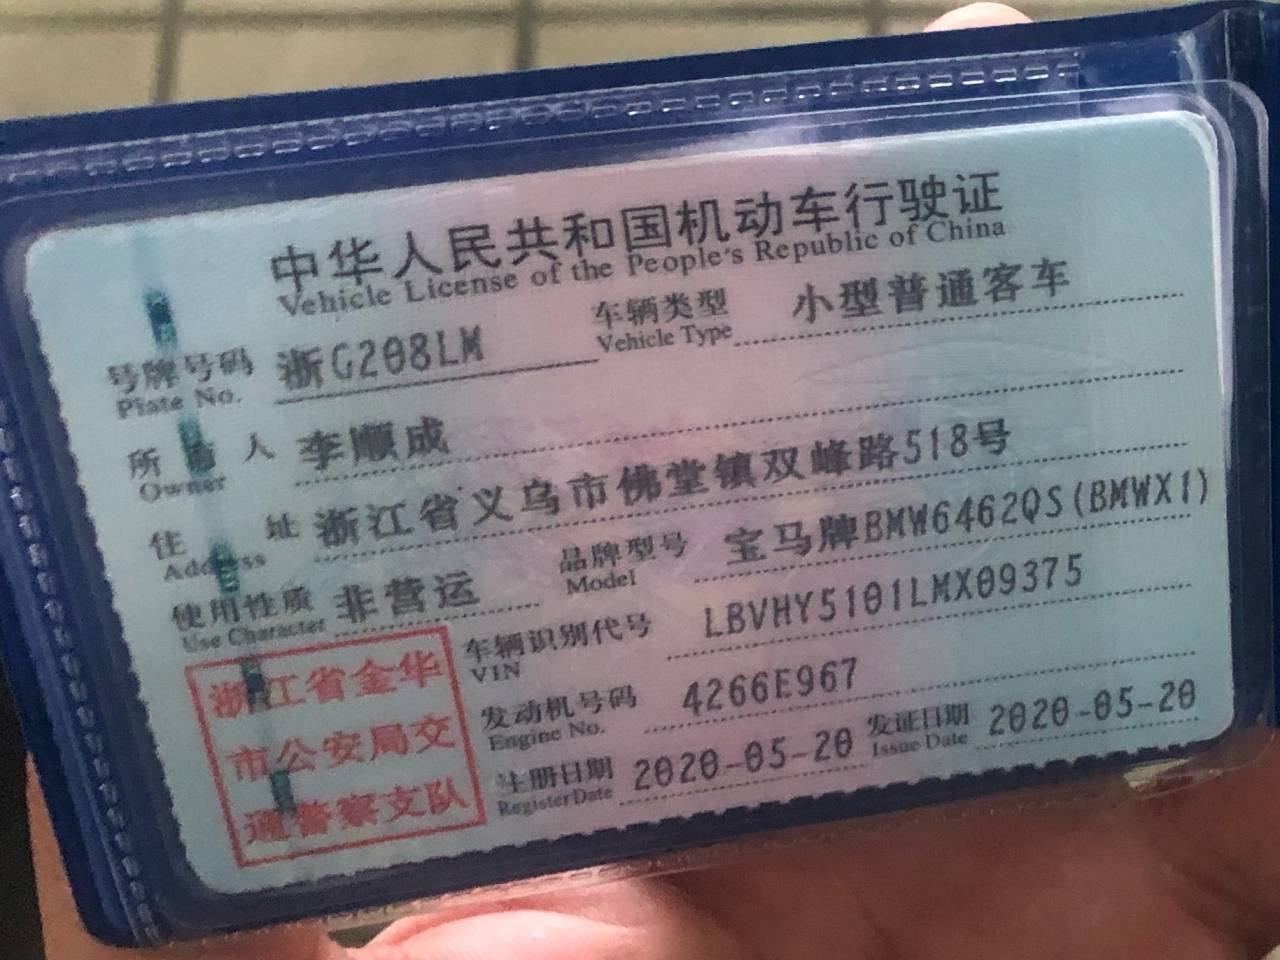 中华人民共和国机动车行驶证
Vehicle License of the People's Republic of China
号牌号码 浙G208LM 车辆类型 小型普通客车
Plate No. Vehicle Type
所有人 李顺成
Owner
住址 浙江省义乌市佛堂镇双峰路518号
Address
使用性质 非营运 品牌型号 宝马牌BMW6462QS(BMWX1)
Use Character Model
车辆识别代号 LBVHY5101LMX09375
VIN
发动机号码 4266E967
Engine No.
注册日期 2020-05-20 发证日期 2020-05-20
Register Date Issue Date
浙江省金华
市公安局交
通警察支队